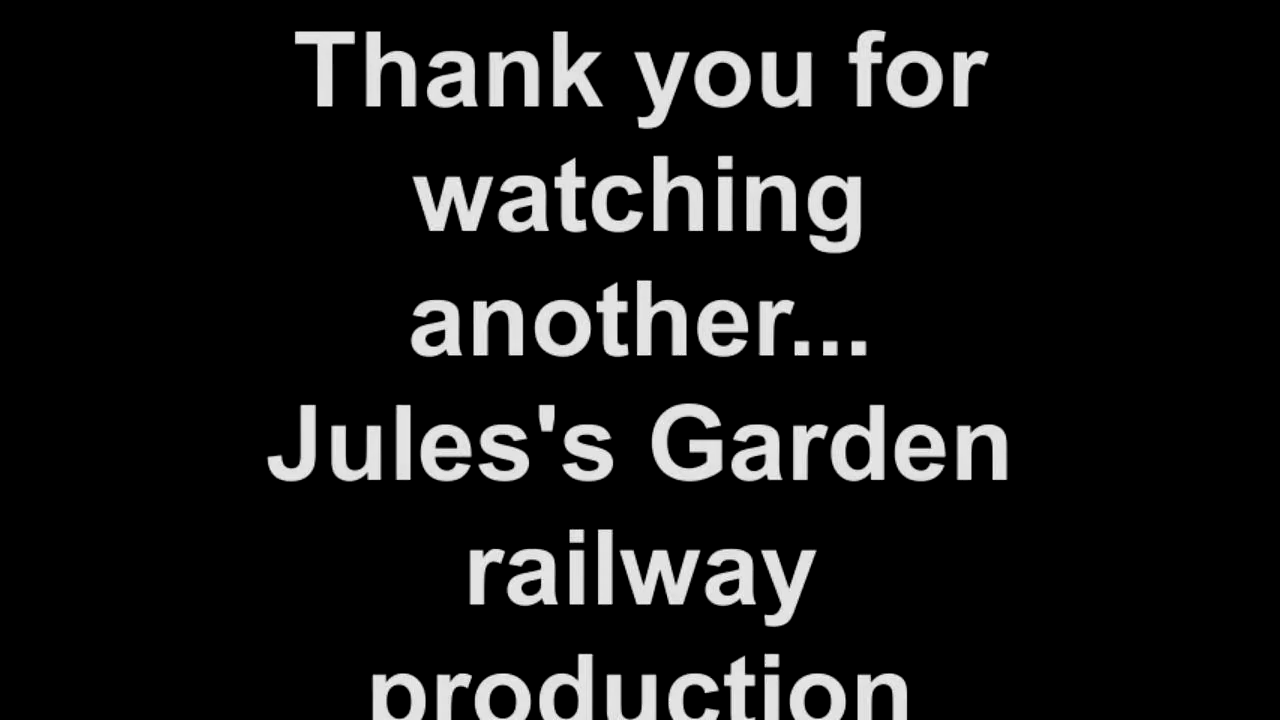 Thank you for
watching
another...
Jules's Garden
railway
production